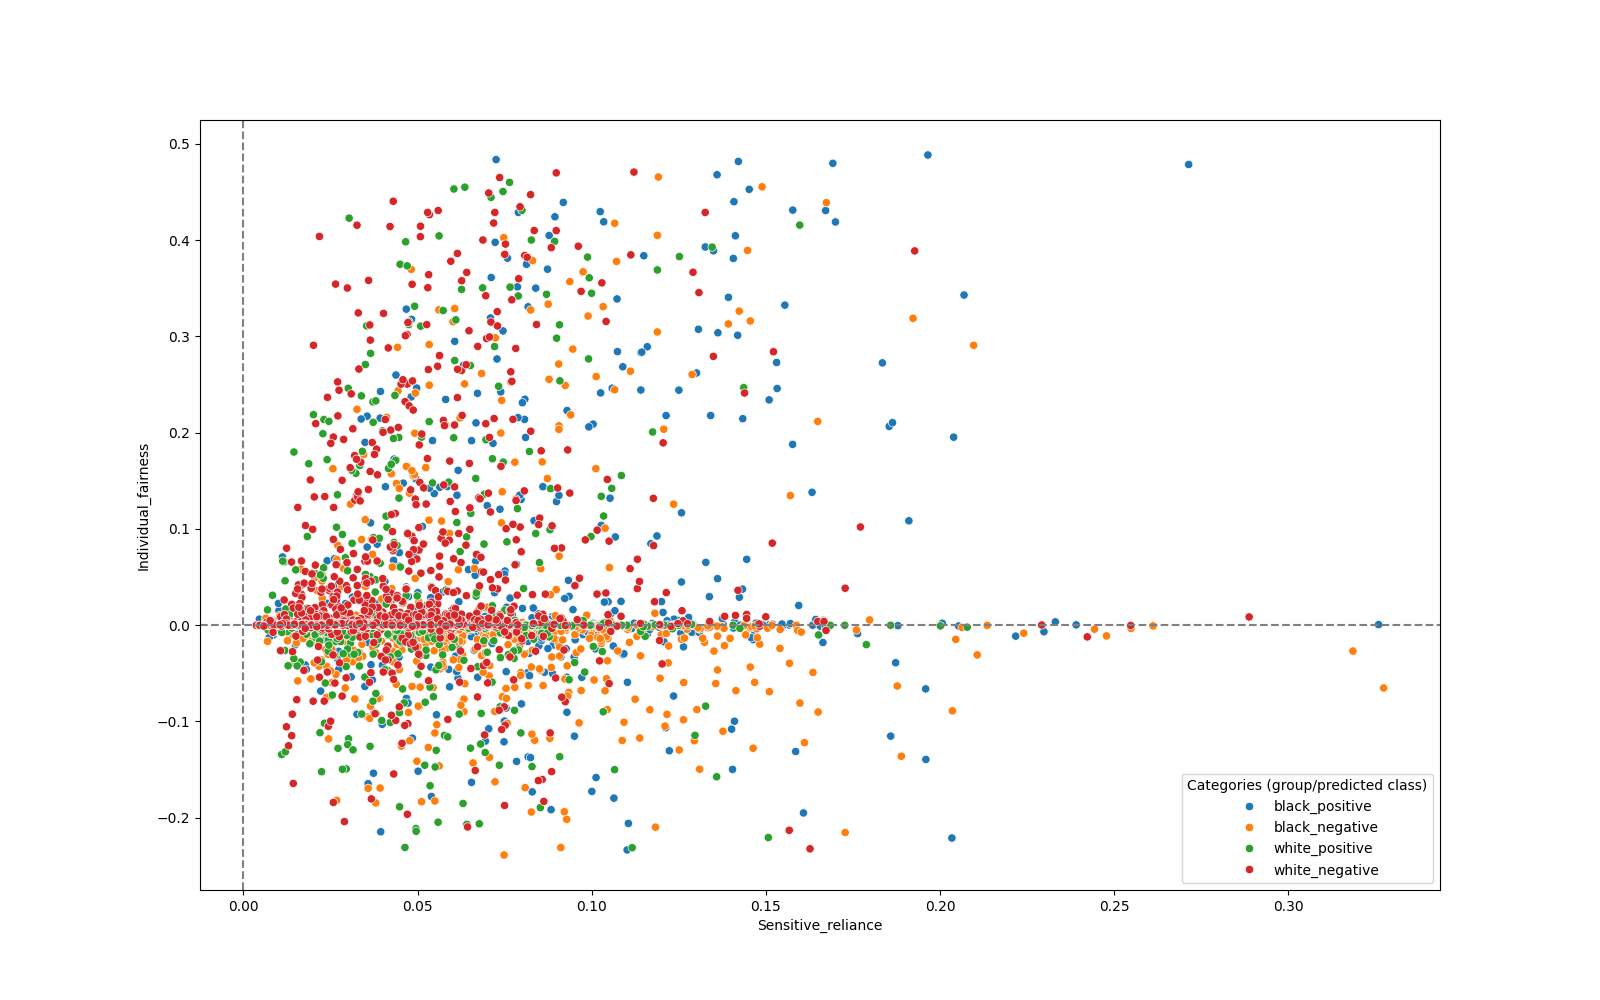 0.5
0.4
0.3
0.2
0.1
0.0
−0.1
−0.2
Individual_fairness
0.00 0.05 0.10 0.15 0.20 0.25 0.30
Sensitive_reliance
Categories (group/predicted class)
black_positive
black_negative
white_positive
white_negative